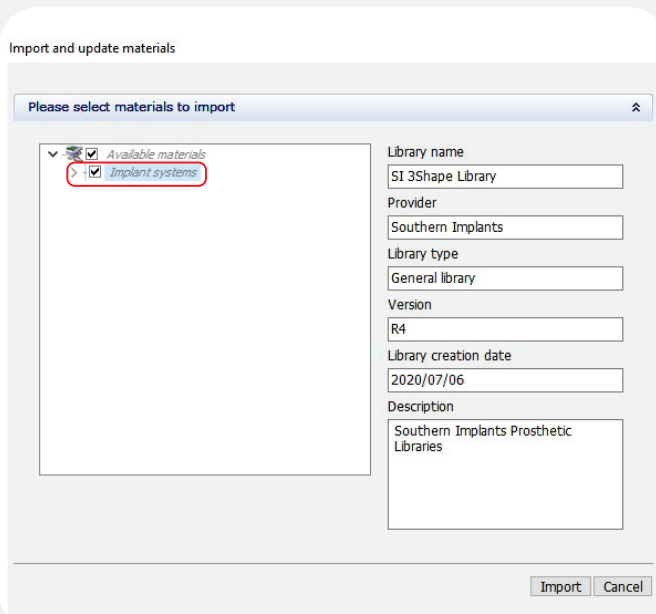 Import and update materials
Please select materials to import
Available materials
Implant systems
Library name
SI 3Shape Library
Provider
Southern Implants
Library type
General library
Version
R4
Library creation date
2020/07/06
Description
Southern Implants Prosthetic
Libraries
Import Cancel